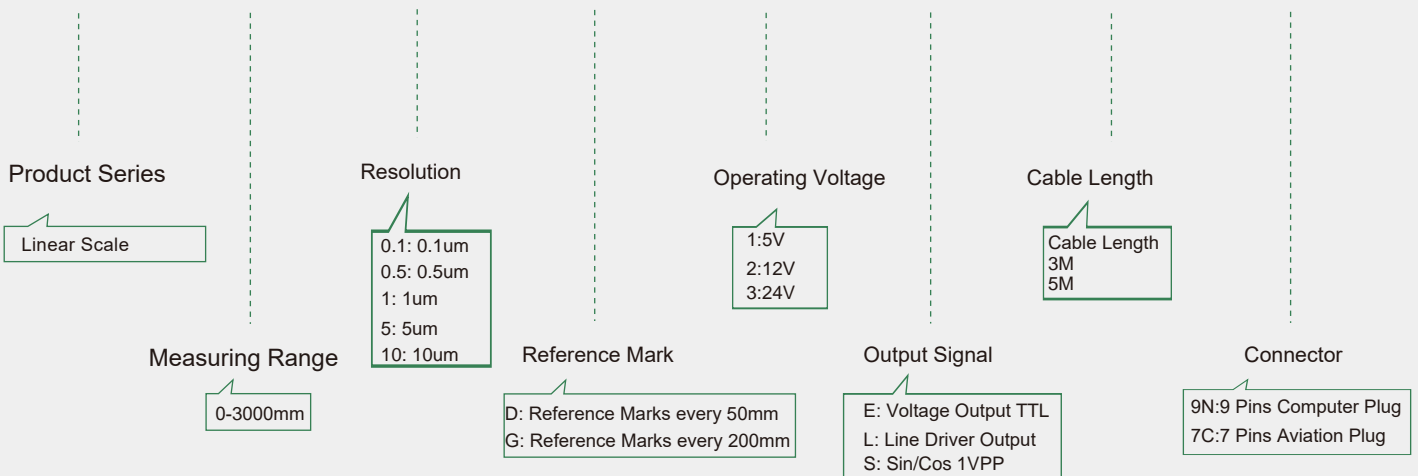 Product Series
Linear Scale
Measuring Range
0-3000mm
Resolution
0.1: 0.1um
0.5: 0.5um
1: 1um
5: 5um
10: 10um
Reference Mark
D: Reference Marks every 50mm
G: Reference Marks every 200mm
Operating Voltage
1:5V
2:12V
3:24V
Output Signal
E: Voltage Output TTL
L: Line Driver Output
S: Sin/Cos 1VPP
Cable Length
Cable Length
3M
5M
Connector
9N:9 Pins Computer Plug
7C:7 Pins Aviation Plug